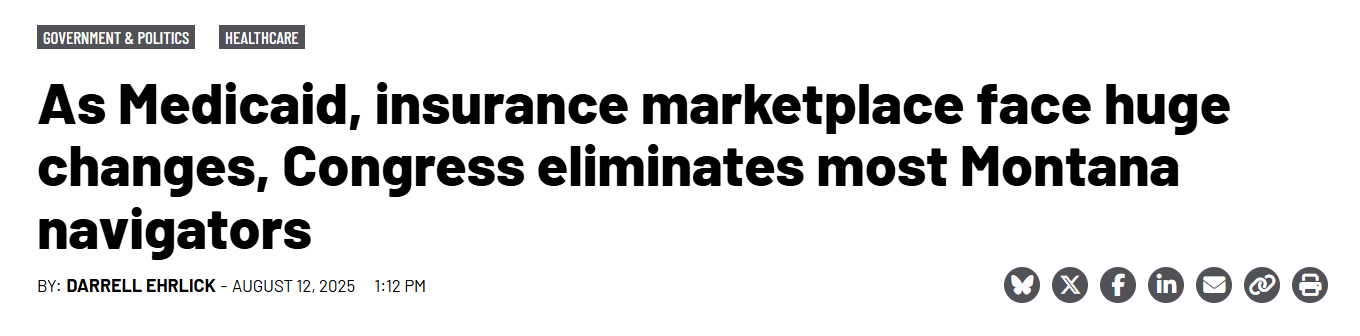 GOVERNMENT & POLITICS HEALTHCARE
As Medicaid, insurance marketplace face huge
changes, Congress eliminates most Montana
navigators
BY: DARRELL EHRLICK - AUGUST 12, 2025 1:12 PM